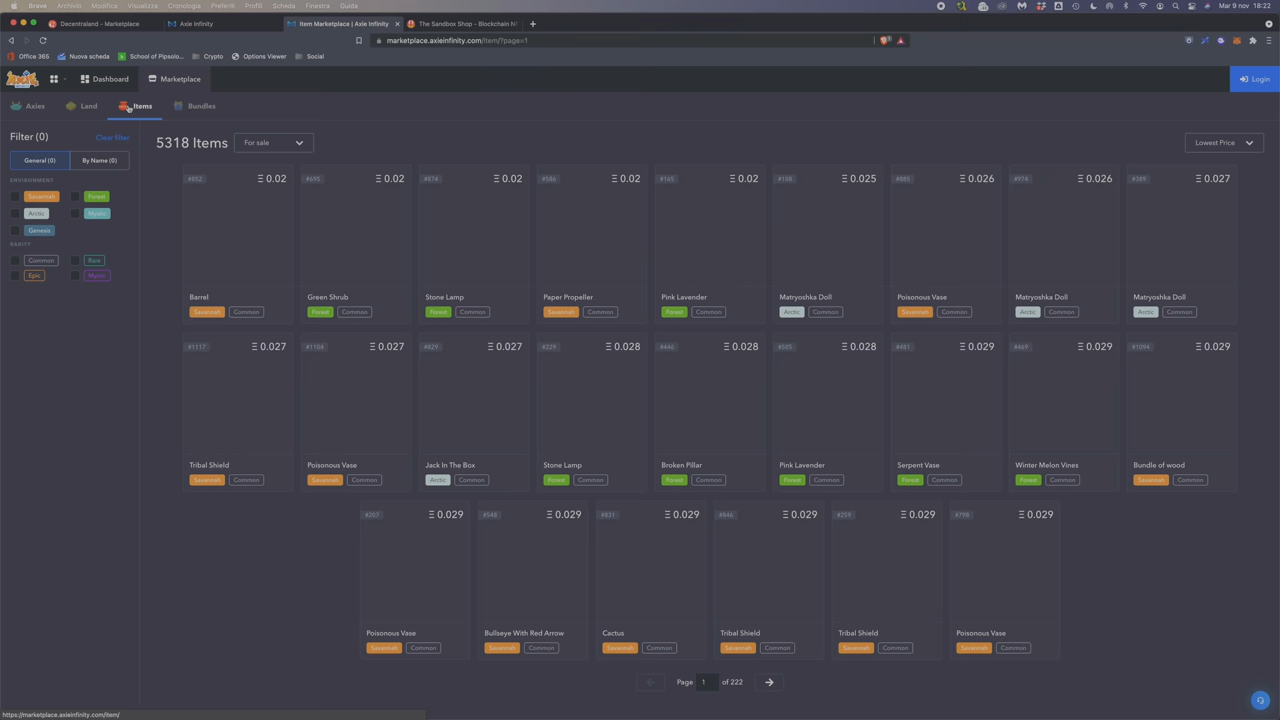 Brave Archivio Modifica Visualizza Cronologia Preferiti Profili Scheda Finestra Guida Mar 9 nov 18:22
Decentraland - Marketplace Axie Infinity Item Marketplace | Axie Infinity The Sandbox Shop - Blockchain N
marketplace.axieinfinity.com/item/?page=1
Office 365 Nuova scheda School of Pipsolo... Crypto Options Viewer Social
Dashboard Marketplace Login
Axies Land Items Bundles
Filter (0) Clear filter
5318 Items For sale Lowest Price
General (0) By Name (0)
ENVIRONMENT
Savannah Forest
Arctic Mystic
Genesis
RARITY
Common Rare
Epic Mystic
#852 Ξ 0.02 #695 Ξ 0.02 #874 Ξ 0.02 #586 Ξ 0.02 #165 Ξ 0.02 #108 Ξ 0.025 #885 Ξ 0.026 #974 Ξ 0.026 #389 Ξ 0.027
Barrel Green Shrub Stone Lamp Paper Propeller Pink Lavender Matryoshka Doll Poisonous Vase Matryoshka Doll Matryoshka Doll
Savannah Common Forest Common Forest Common Savannah Common Forest Common Arctic Common Savannah Common Arctic Common Arctic Common
#1117 Ξ 0.027 Ξ 0.027 #829 Ξ 0.027 #229 Ξ 0.028 #446 Ξ 0.028 #505 Ξ 0.028 #481 Ξ 0.029 #469 Ξ 0.029 #1094 Ξ 0.029
Tribal Shield Poisonous Vase Jack In The Box Stone Lamp Broken Pillar Pink Lavender Serpent Vase Winter Melon Vines Bundle of wood
Savannah Common Savannah Common Arctic Common Forest Common Forest Common Forest Common Forest Common Forest Common Savannah Common
#207 Ξ 0.029 #548 Ξ 0.029 #831 Ξ 0.029 #846 Ξ 0.029 #259 Ξ 0.029 #798 Ξ 0.029
Poisonous Vase Bullseye With Red Arrow Cactus Tribal Shield Tribal Shield Poisonous Vase
Savannah Common Savannah Common Savannah Common Savannah Common Savannah Common Savannah Common
Page 1 of 222
https://marketplace.axieinfinity.com/item/